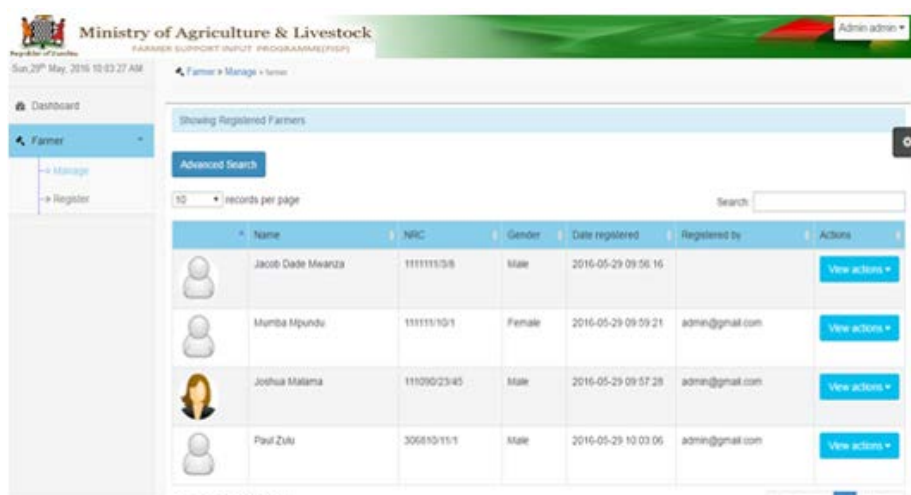 Ministry of Agriculture & Livestock
FARMER SUPPORT INPUT PROGRAMME(FISP)
Admin admin
Republic of Zambia
Sun,29th May, 2016 10:03:27 AM
Farmer » Manage » farmer
Dashboard
Farmer
Manage
Register
Showing Registered Farmers
Advanced Search
10 records per page
Search:
Name NRC Gender Date registered Registered by Actions
Jacob Dade Mwanza 1111111/3/8 Male 2016-05-29 09:56:16 View actions
Mumba Mpundu 111111/10/1 Female 2016-05-29 09:59:21 admin@gmail.com View actions
Joshua Malama 111090/23/45 Male 2016-05-29 09:57:28 admin@gmail.com View actions
Paul Zulu 306810/11/1 Male 2016-05-29 10:03:06 admin@gmail.com View actions